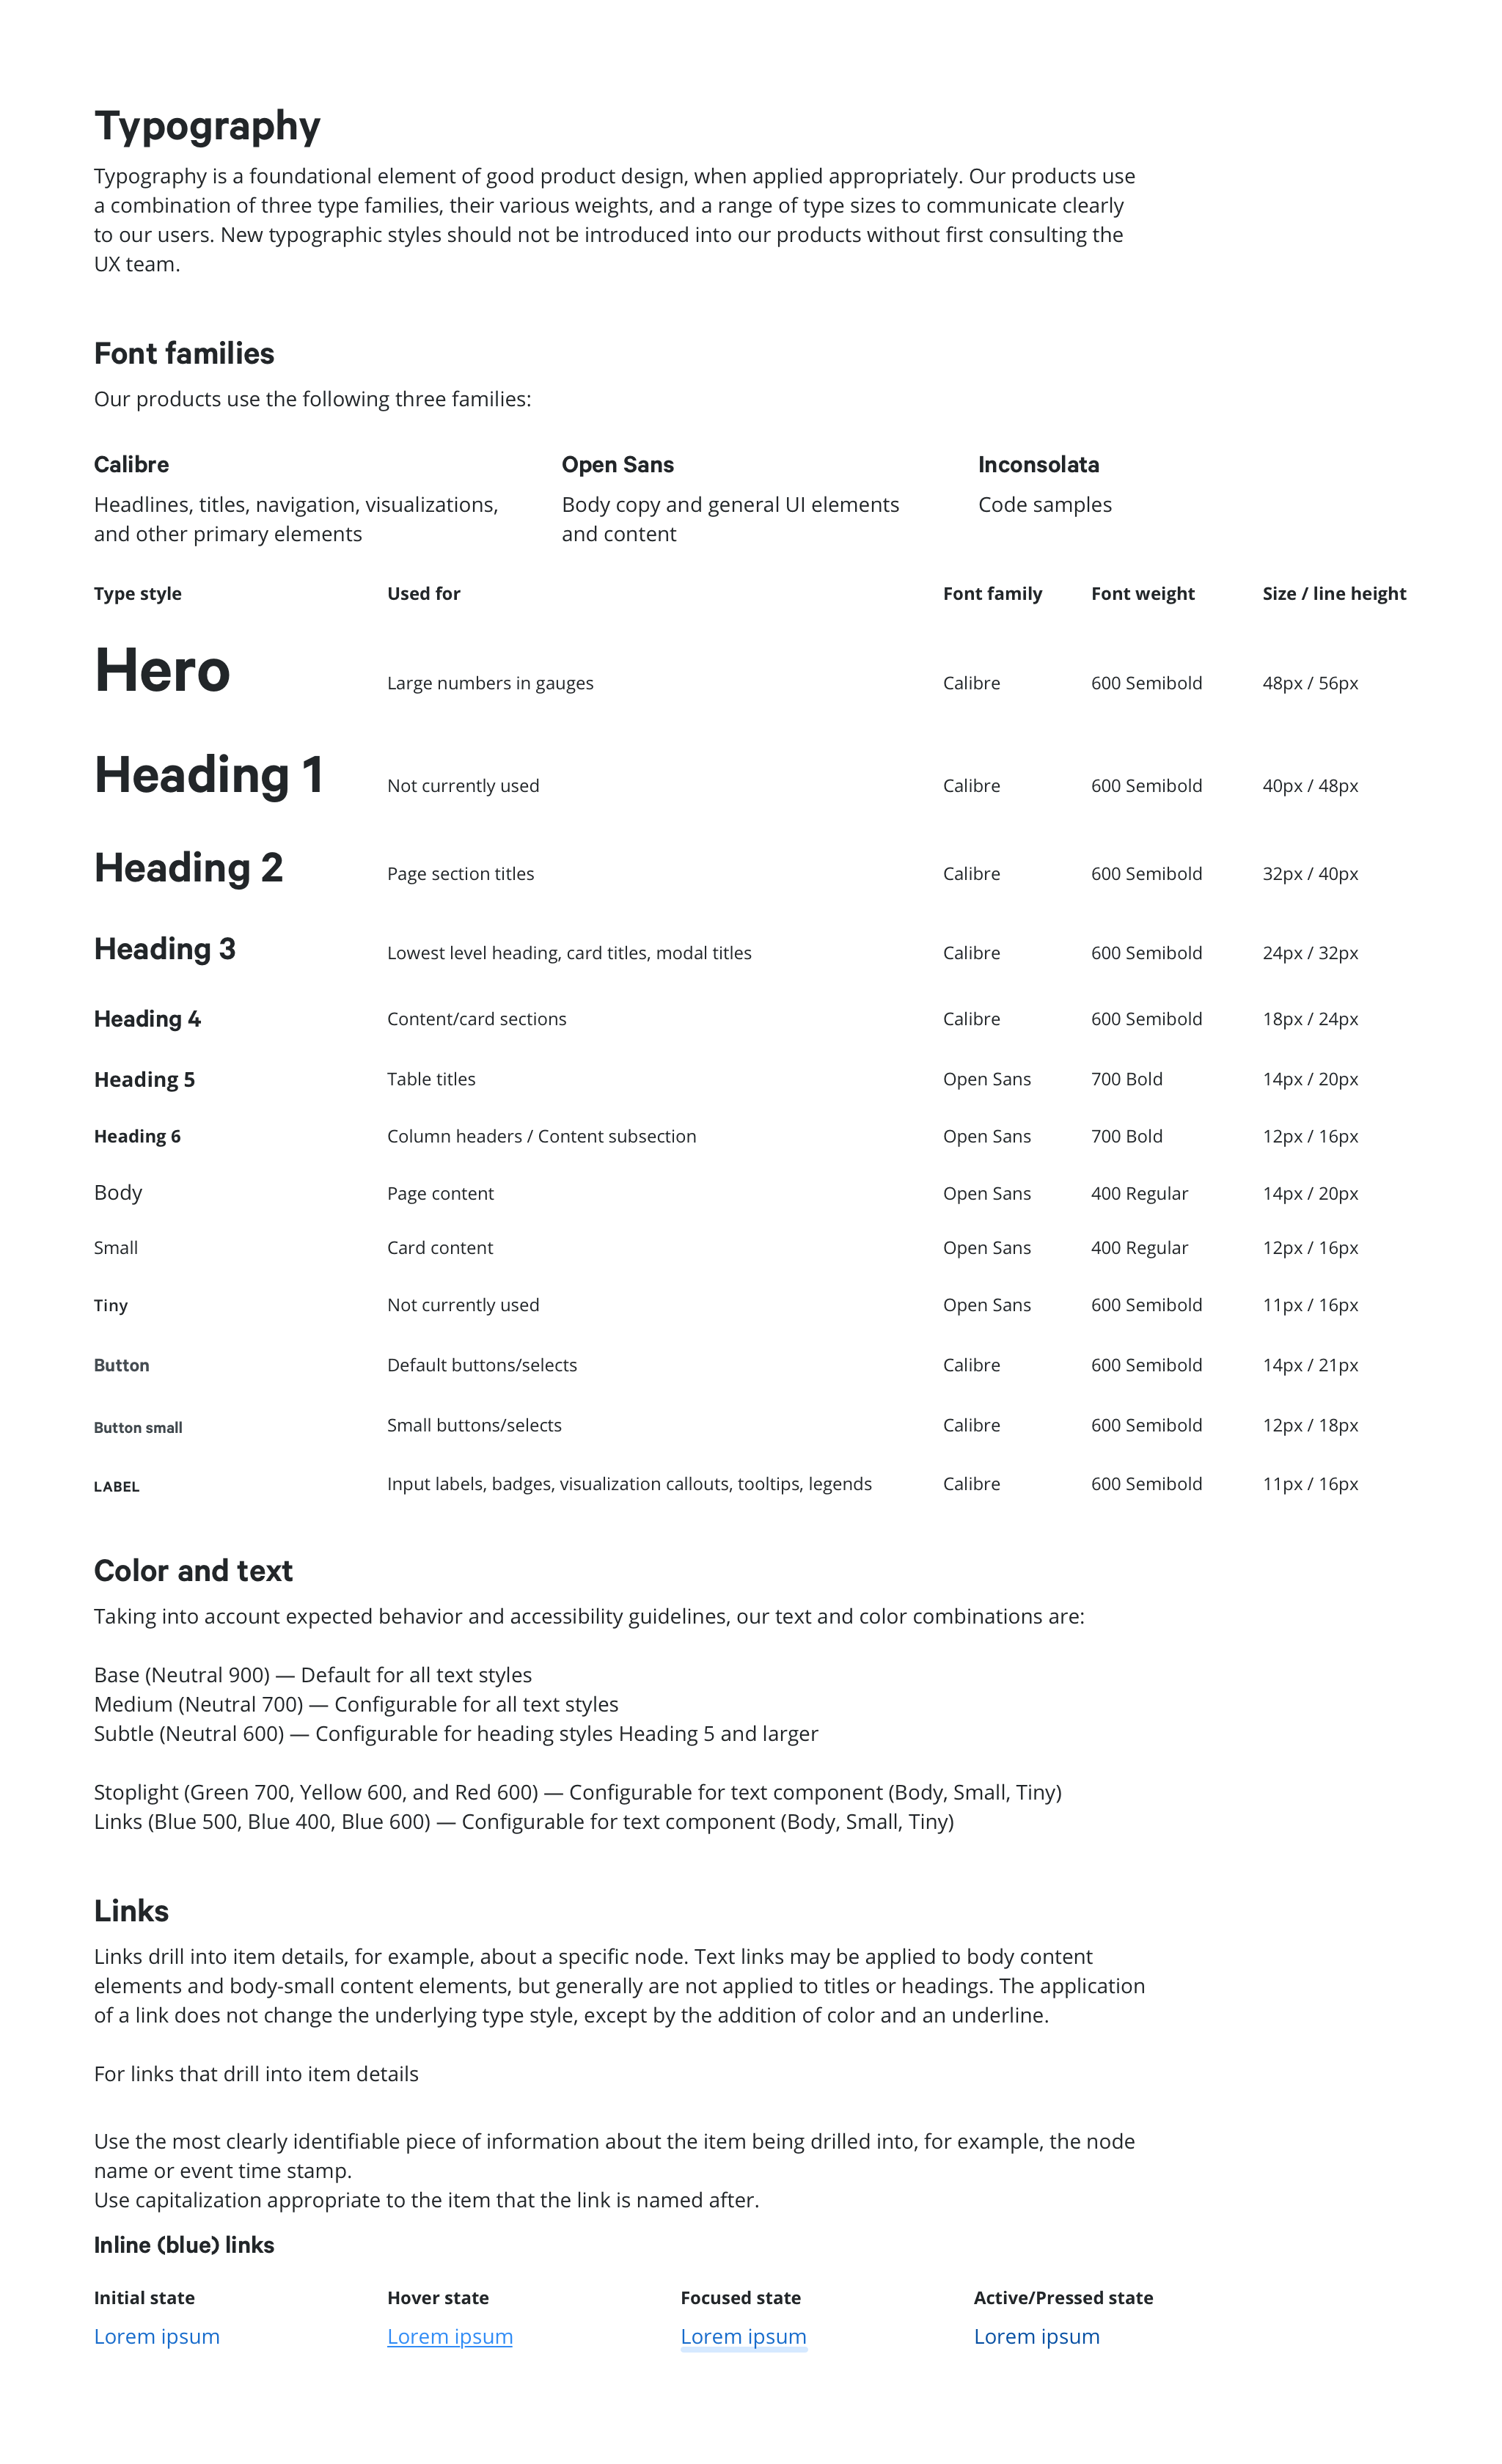 Typography
Typography is a foundational element of good product design, when applied appropriately. Our products use
a combination of three type families, their various weights, and a range of type sizes to communicate clearly
to our users. New typographic styles should not be introduced into our products without first consulting the
UX team.
Font families
Our products use the following three families:
Calibre Open Sans Inconsolata
Headlines, titles, navigation, visualizations, Body copy and general UI elements Code samples
and other primary elements and content
Type style Used for Font family Font weight Size / line height
Hero Large numbers in gauges Calibre 600 Semibold 48px / 56px
Heading 1 Not currently used Calibre 600 Semibold 40px / 48px
Heading 2 Page section titles Calibre 600 Semibold 32px / 40px
Heading 3 Lowest level heading, card titles, modal titles Calibre 600 Semibold 24px / 32px
Heading 4 Content/card sections Calibre 600 Semibold 18px / 24px
Heading 5 Table titles Open Sans 700 Bold 14px / 20px
Heading 6 Column headers / Content subsection Open Sans 700 Bold 12px / 16px
Body Page content Open Sans 400 Regular 14px / 20px
Small Card content Open Sans 400 Regular 12px / 16px
Tiny Not currently used Open Sans 600 Semibold 11px / 16px
Button Default buttons/selects Calibre 600 Semibold 14px / 21px
Button small Small buttons/selects Calibre 600 Semibold 12px / 18px
LABEL Input labels, badges, visualization callouts, tooltips, legends Calibre 600 Semibold 11px / 16px
Color and text
Taking into account expected behavior and accessibility guidelines, our text and color combinations are:
Base (Neutral 900) — Default for all text styles
Medium (Neutral 700) — Configurable for all text styles
Subtle (Neutral 600) — Configurable for heading styles Heading 5 and larger
Stoplight (Green 700, Yellow 600, and Red 600) — Configurable for text component (Body, Small, Tiny)
Links (Blue 500, Blue 400, Blue 600) — Configurable for text component (Body, Small, Tiny)
Links
Links drill into item details, for example, about a specific node. Text links may be applied to body content
elements and body-small content elements, but generally are not applied to titles or headings. The application
of a link does not change the underlying type style, except by the addition of color and an underline.
For links that drill into item details
Use the most clearly identifiable piece of information about the item being drilled into, for example, the node
name or event time stamp.
Use capitalization appropriate to the item that the link is named after.
Inline (blue) links
Initial state Hover state Focused state Active/Pressed state
Lorem ipsum Lorem ipsum Lorem ipsum Lorem ipsum